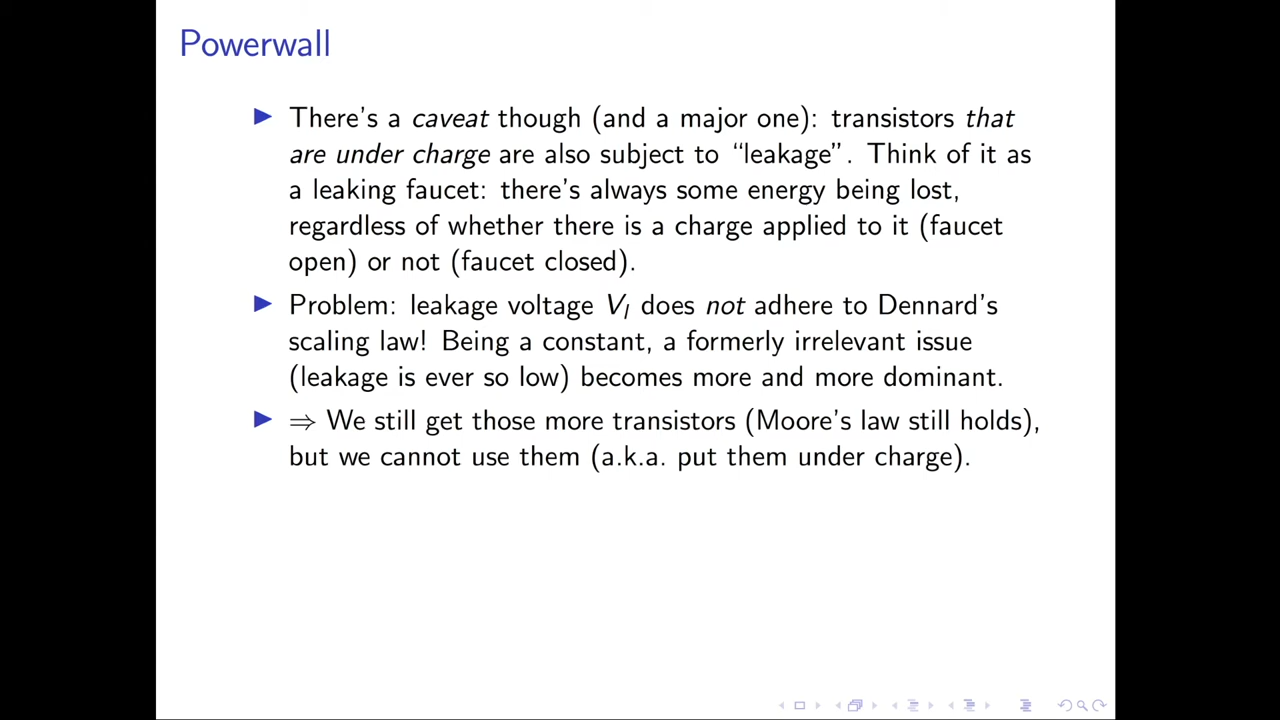 Powerwall
▶ There's a caveat though (and a major one): transistors that
are under charge are also subject to “leakage”. Think of it as
a leaking faucet: there's always some energy being lost,
regardless of whether there is a charge applied to it (faucet
open) or not (faucet closed).
▶ Problem: leakage voltage V_l does not adhere to Dennard's
scaling law! Being a constant, a formerly irrelevant issue
(leakage is ever so low) becomes more and more dominant.
▶ ⇒ We still get those more transistors (Moore's law still holds),
but we cannot use them (a.k.a. put them under charge).